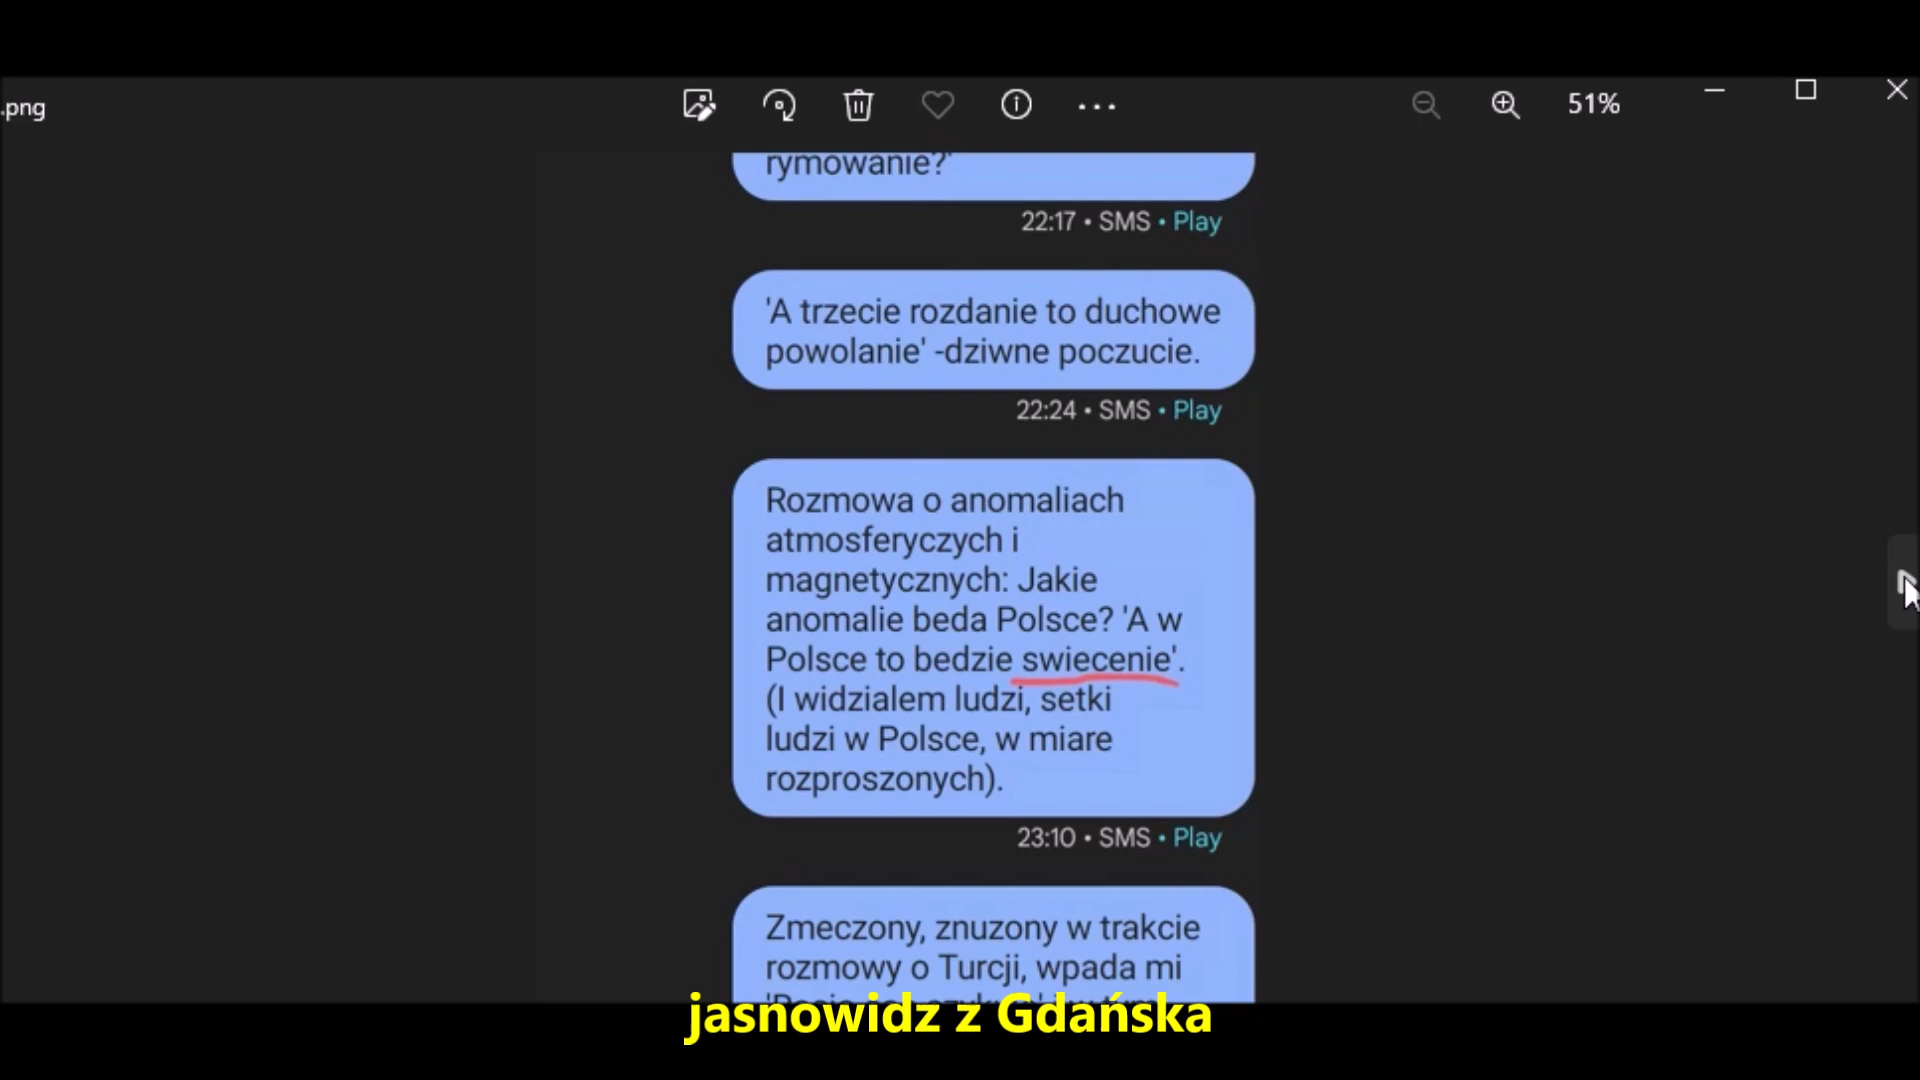 .png
51%
rymowanie?'
22:17 • SMS • Play
'A trzecie rozdanie to duchowe
powolanie' -dziwne poczucie.
22:24 • SMS • Play
Rozmowa o anomaliach
atmosferyczych i
magnetycznych: Jakie
anomalie beda Polsce? 'A w
Polsce to bedzie swiecenie'.
(I widzialem ludzi, setki
ludzi w Polsce, w miare
rozproszonych).
23:10 • SMS • Play
Zmeczony, znuzony w trakcie
rozmowy o Turcji, wpada mi
jasnowidz z Gdańska